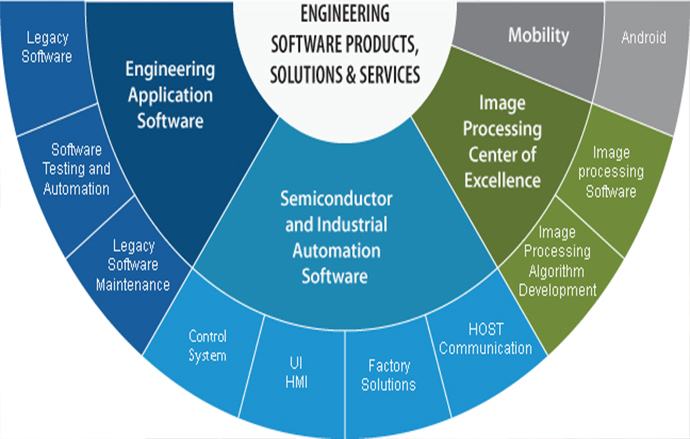 ENGINEERING
SOFTWARE PRODUCTS,
SOLUTIONS & SERVICES
Legacy
Software
Engineering
Application
Software
Mobility
Android
Image
Processing
Center of
Excellence
Software
Testing and
Automation
Image
processing
Software
Semiconductor
and Industrial
Automation
Software
Legacy
Software
Maintenance
Image
Processing
Algorithm
Development
Control
System
UI
HMI
Factory
Solutions
HOST
Communication